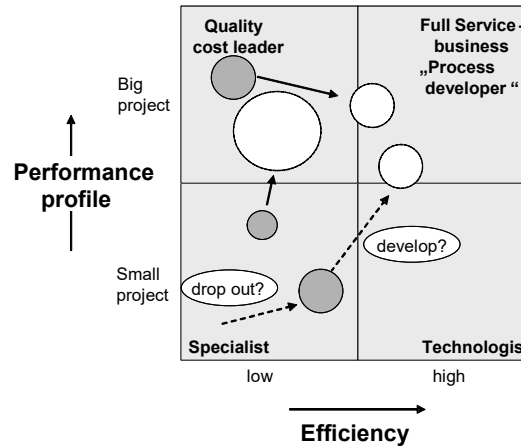 Quality
cost leader
Full Service -
business
„Process
developer “
Big
project
Performance
profile
develop?
Small
project
drop out?
Specialist
Technologis
low
high
Efficiency